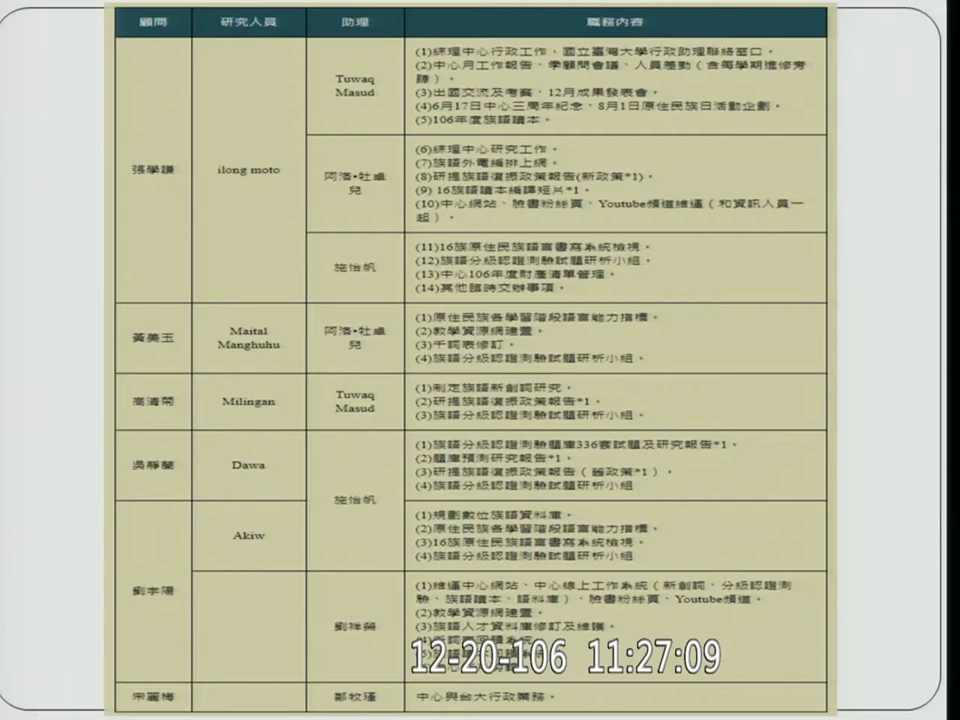 顧問 研究人員 助理 職務內容
張學謙 ilong moto Tuwaq Masud
(1)綜理中心行政工作，國立臺灣大學行政助理聯絡窗口。
(2)中心月工作報告、季顧問會議、人員差勤（含每學期進修旁
聽）。
(3)出國交流及考察、12月成果發表會。
(4)6月17日中心三周年紀念、8月1日原住民族日活動企劃。
(5)106年度族語讀本。
阿洛•杜卓兒
(6)綜理中心研究工作。
(7)族語外電編排上網。
(8)研提族語復振政策報告(新政策*1)。
(9) 16族語讀本編譯短片*1。
(10)中心網站、臉書粉絲頁、Youtube頻道維運（和資訊人員一
起）。
施怡帆
(11)16族原住民族語言書寫系統檢視。
(12)族語分級認證測驗試題研析小組。
(13)中心106年度財產清單管理。
(14)其他臨時交辦事項。
黃美玉 Maital Manghuhu 阿洛•杜卓兒
(1)原住民族各學習階段語言能力指標。
(2)教學資源網建置。
(3)千詞表修訂。
(4)族語分級認證測驗試題研析小組。
高清菊 Milingan Tuwaq Masud
(1)制定族語新創詞研究。
(2)研提族語復振政策報告*1。
(3)族語分級認證測驗試題研析小組
吳靜蘭 Dawa 施怡帆
(1)族語分級認證測驗題庫336套試題及研究報告*1。
(2)題庫預測研究報告*1。
(3)研提族語復振政策報告（舊政策*1）。
(4)族語分級認證測驗試題研析小組
劉宇陽 Akiw
(1)規劃數位族語資料庫。
(2)原住民族各學習階段語言能力指標。
(3)16族原住民族語言書寫系統檢視。
(4)族語分級認證測驗試題研析小組
劉祥榮
(1)維運中心網站、中心線上工作系統（新創詞、分級認證測
驗、族語讀本、語料庫）、臉書粉絲頁、Youtube頻道。
(2)教學資源網建置。
(3)族語人才資料庫修訂及維護。
12-20-106 11:27:09
宋麗梅 鄭牧瑾 中心與台大行政業務。